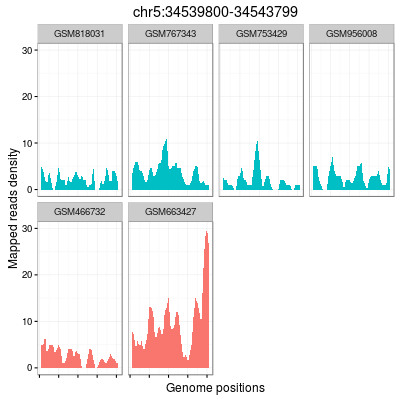 chr5:34539800-34543799
GSM818031 GSM767343 GSM753429 GSM956008
30
20
10
0
GSM466732 GSM663427
30
20
10
0
Mapped reads density
Genome positions